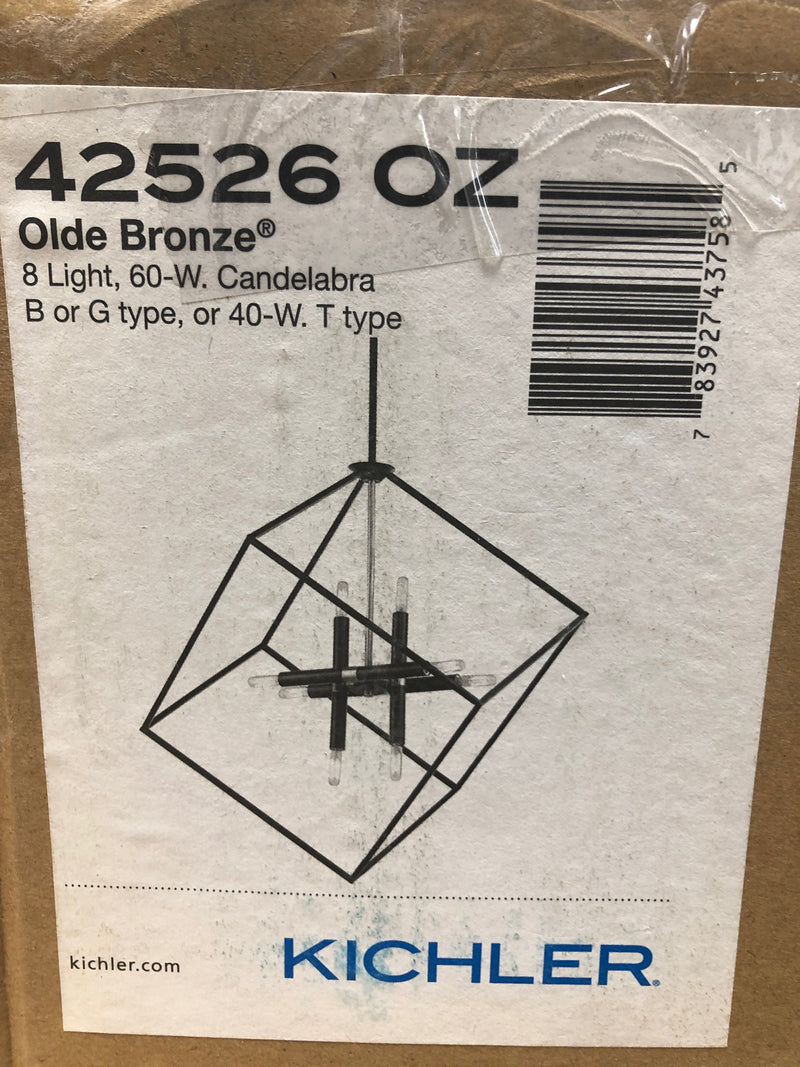 42526 OZ
Olde Bronze®
8 Light, 60-W. Candelabra
B or G type, or 40-W. T type
7 83927 43758 5
kichler.com
KICHLER®